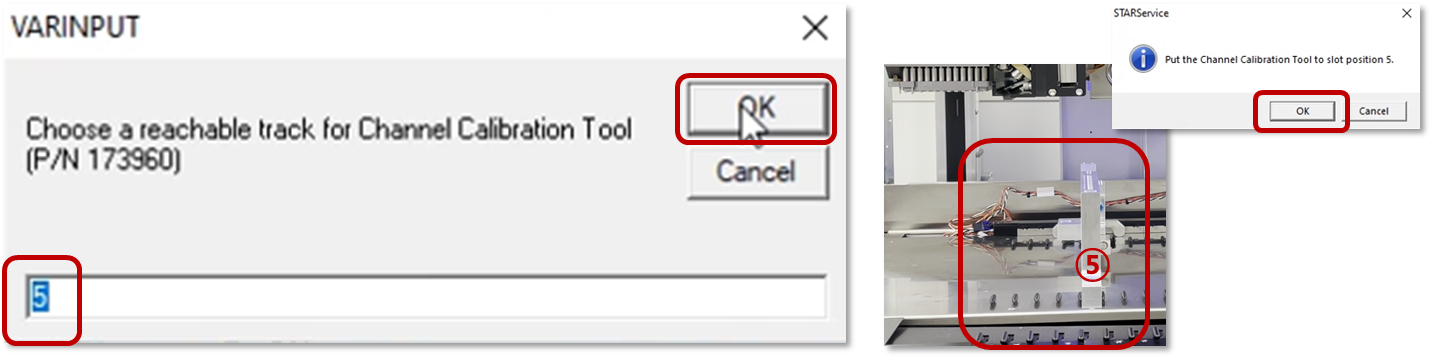 VARINPUT
Choose a reachable track for Channel Calibration Tool
(P/N 173960)
OK
Cancel
5
STARService
Put the Channel Calibration Tool to slot position 5.
OK
Cancel
5